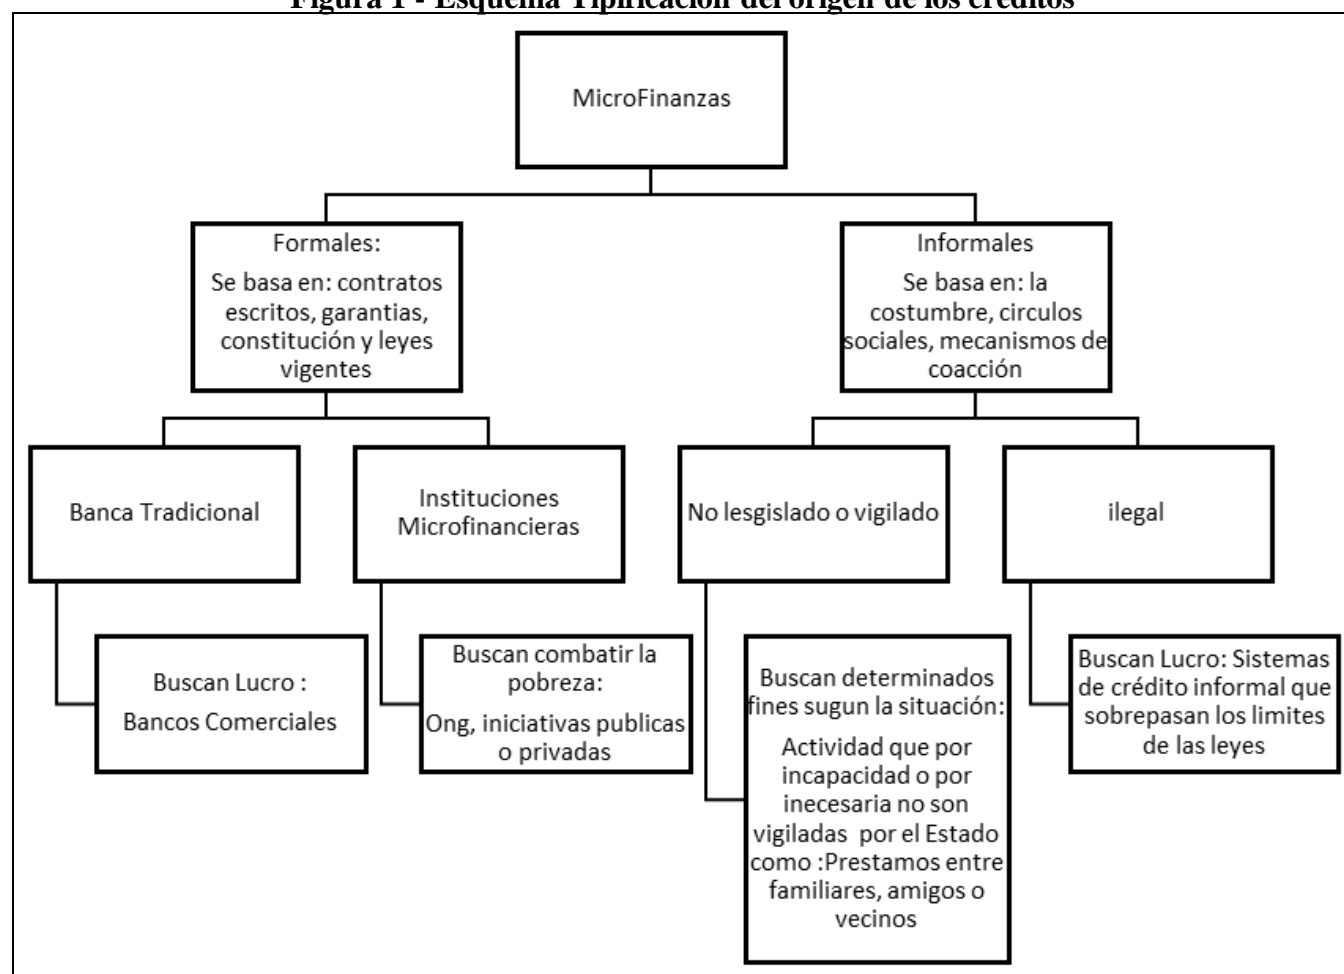 Figura 1 - Esquema Tipificación del origen de los créditos
MicroFinanzas
Formales:
Se basa en: contratos
escritos, garantias,
constitución y leyes
vigentes
Informales
Se basa en: la
costumbre, circulos
sociales, mecanismos de
coacción
Banca Tradicional
Instituciones
Microfinancieras
No lesgislado o vigilado
ilegal
Buscan Lucro :
Bancos Comerciales
Buscan combatir la
pobreza:
Ong, iniciativas publicas
o privadas
Buscan determinados
fines sugun la situación:
Actividad que por
incapacidad o por
inecesaria no son
vigiladas por el Estado
como :Prestamos entre
familiares, amigos o
vecinos
Buscan Lucro: Sistemas
de crédito informal que
sobrepasan los limites
de las leyes